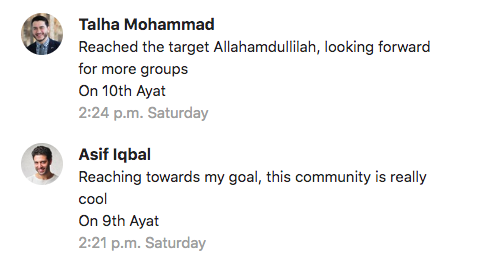 Talha Mohammad
Reached the target Allahamdullilah, looking forward
for more groups
On 10th Ayat
2:24 p.m. Saturday
Asif Iqbal
Reaching towards my goal, this community is really
cool
On 9th Ayat
2:21 p.m. Saturday